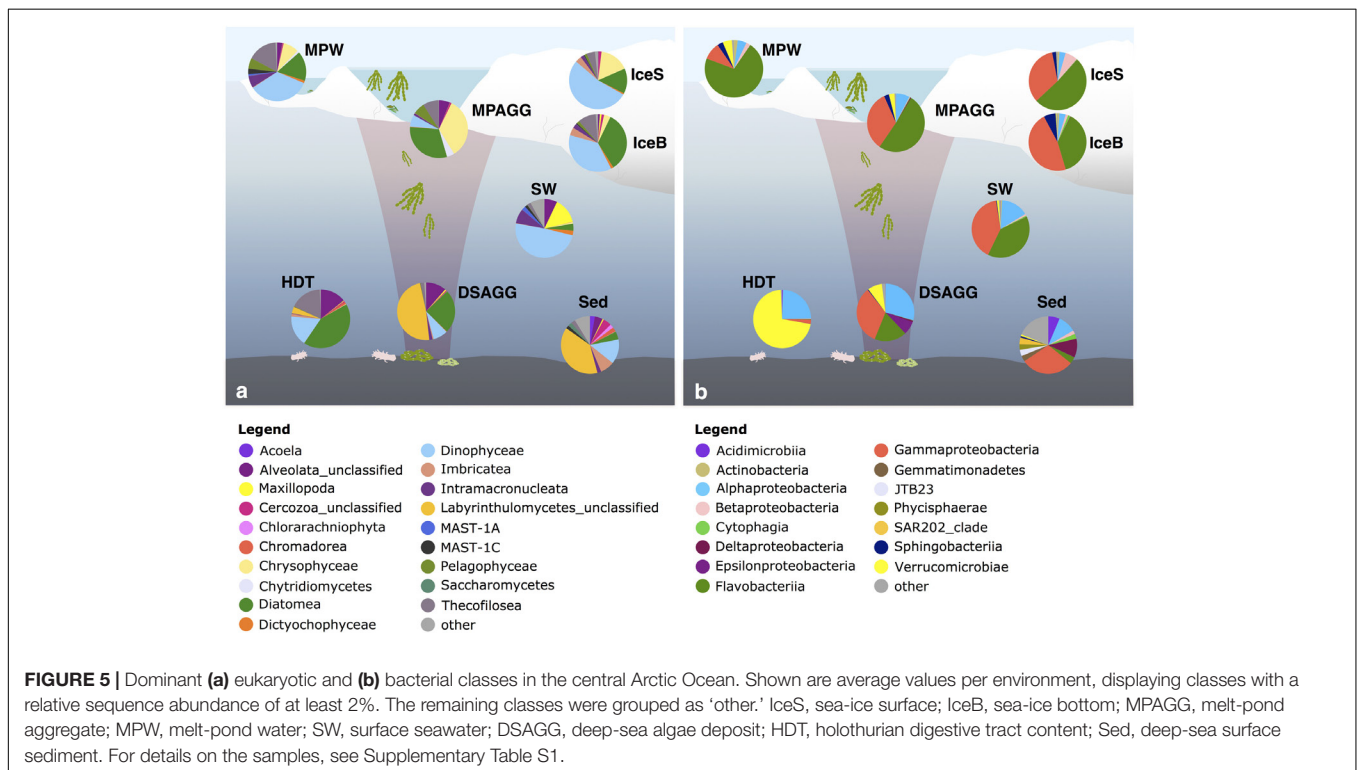 MPW
IceS
MPAGG
IceB
SW
HDT
DSAGG
Sed
a
MPW
IceS
MPAGG
IceB
SW
HDT
DSAGG
Sed
b
Legend
Acoela
Alveolata_unclassified
Maxillopoda
Cercozoa_unclassified
Chlorarachniophyta
Chromadorea
Chrysophyceae
Chytridiomycetes
Diatomea
Dictyochophyceae
Dinophyceae
Imbricatea
Intramacronucleata
Labyrinthulomycetes_unclassified
MAST-1A
MAST-1C
Pelagophyceae
Saccharomycetes
Thecofilosea
other
Legend
Acidimicrobiia
Actinobacteria
Alphaproteobacteria
Betaproteobacteria
Cytophagia
Deltaproteobacteria
Epsilonproteobacteria
Flavobacteriia
Gammaproteobacteria
Gemmatimonadetes
JTB23
Phycisphaerae
SAR202_clade
Sphingobacteriia
Verrucomicrobiae
other
FIGURE 5 | Dominant (a) eukaryotic and (b) bacterial classes in the central Arctic Ocean. Shown are average values per environment, displaying classes with a
relative sequence abundance of at least 2%. The remaining classes were grouped as ‘other.’ IceS, sea-ice surface; IceB, sea-ice bottom; MPAGG, melt-pond
aggregate; MPW, melt-pond water; SW, surface seawater; DSAGG, deep-sea algae deposit; HDT, holothurian digestive tract content; Sed, deep-sea surface
sediment. For details on the samples, see Supplementary Table S1.